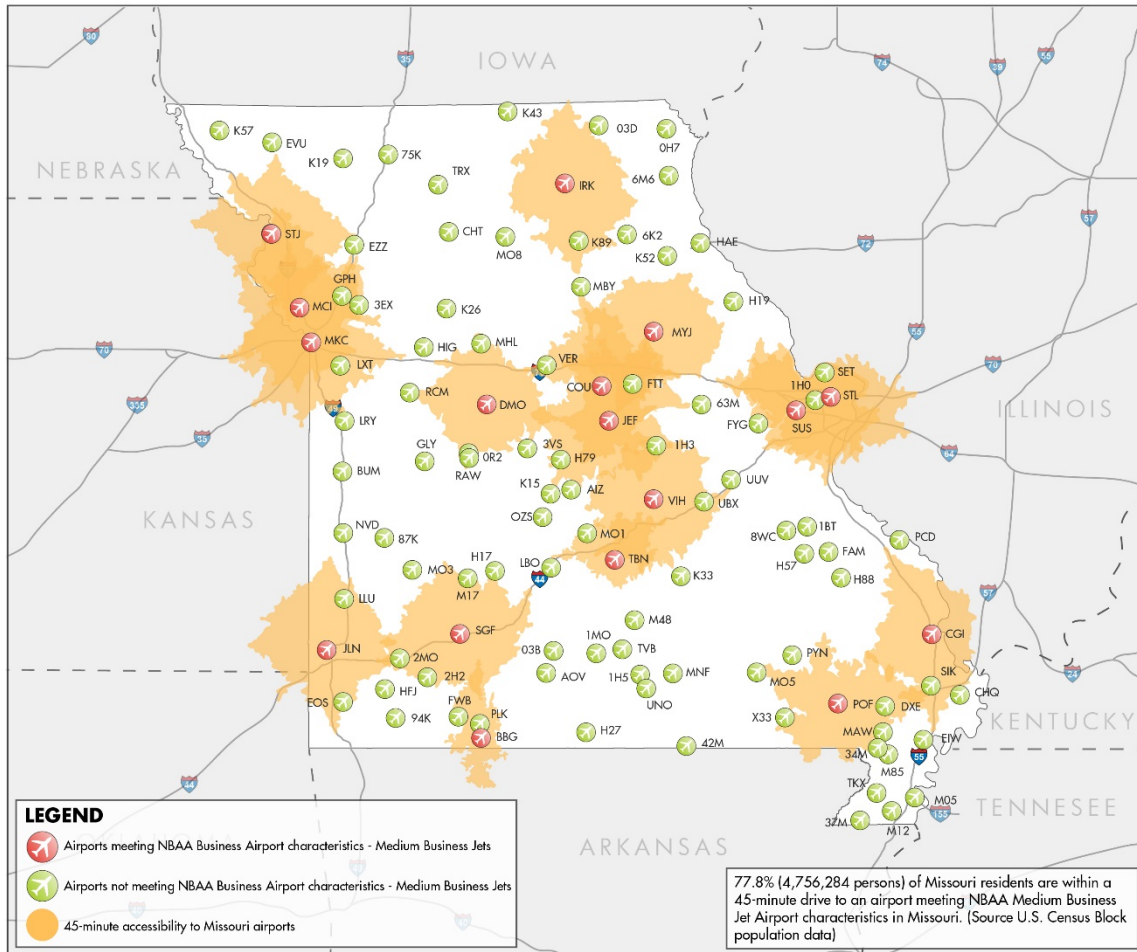 IOWA
NEBRASKA
KANSAS
ILLINOIS
KENTUCKY
TENNESSEE
ARKANSAS
OKLAHOMA
80
35
74
39
55
57
72
55
70
70
335
35
49
64
44
57
24
44
55
155
K57
EVU
K19
75K
K43
03D
0H7
TRX
IRK
6M6
STJ
EZZ
CHT
MO8
K89
6K2
K52
HAE
GPH
MCI
3EX
K26
MBY
H19
MKC
LXT
HIG
MHL
VER
MYJ
RCM
DMO
COU
FTT
63M
1H0
SET
STL
SUS
FYG
LRY
JEF
GLY
0R2
RAW
3VS
H79
1H3
BUM
K15
AIZ
VIH
UBX
UUV
OZS
NVD
87K
MO1
8WC
1BT
PCD
MO3
H17
M17
LBO
TBN
K33
H57
FAM
H88
LLU
M48
JLN
SGF
CGI
2MO
03B
1MO
TVB
PYN
2H2
AOV
1H5
MNF
MO5
SIK
CHQ
EOS
HFJ
UNO
POF
DXE
94K
FWB
PLK
BBG
X33
H27
42M
MAW
34M
EIW
M85
TKX
M05
37M
M12
LEGEND
Airports meeting NBAA Business Airport characteristics - Medium Business Jets
Airports not meeting NBAA Business Airport characteristics - Medium Business Jets
45-minute accessibility to Missouri airports
77.8% (4,756,284 persons) of Missouri residents are within a
45-minute drive to an airport meeting NBAA Medium Business
Jet Airport characteristics in Missouri. (Source U.S. Census Block
population data)